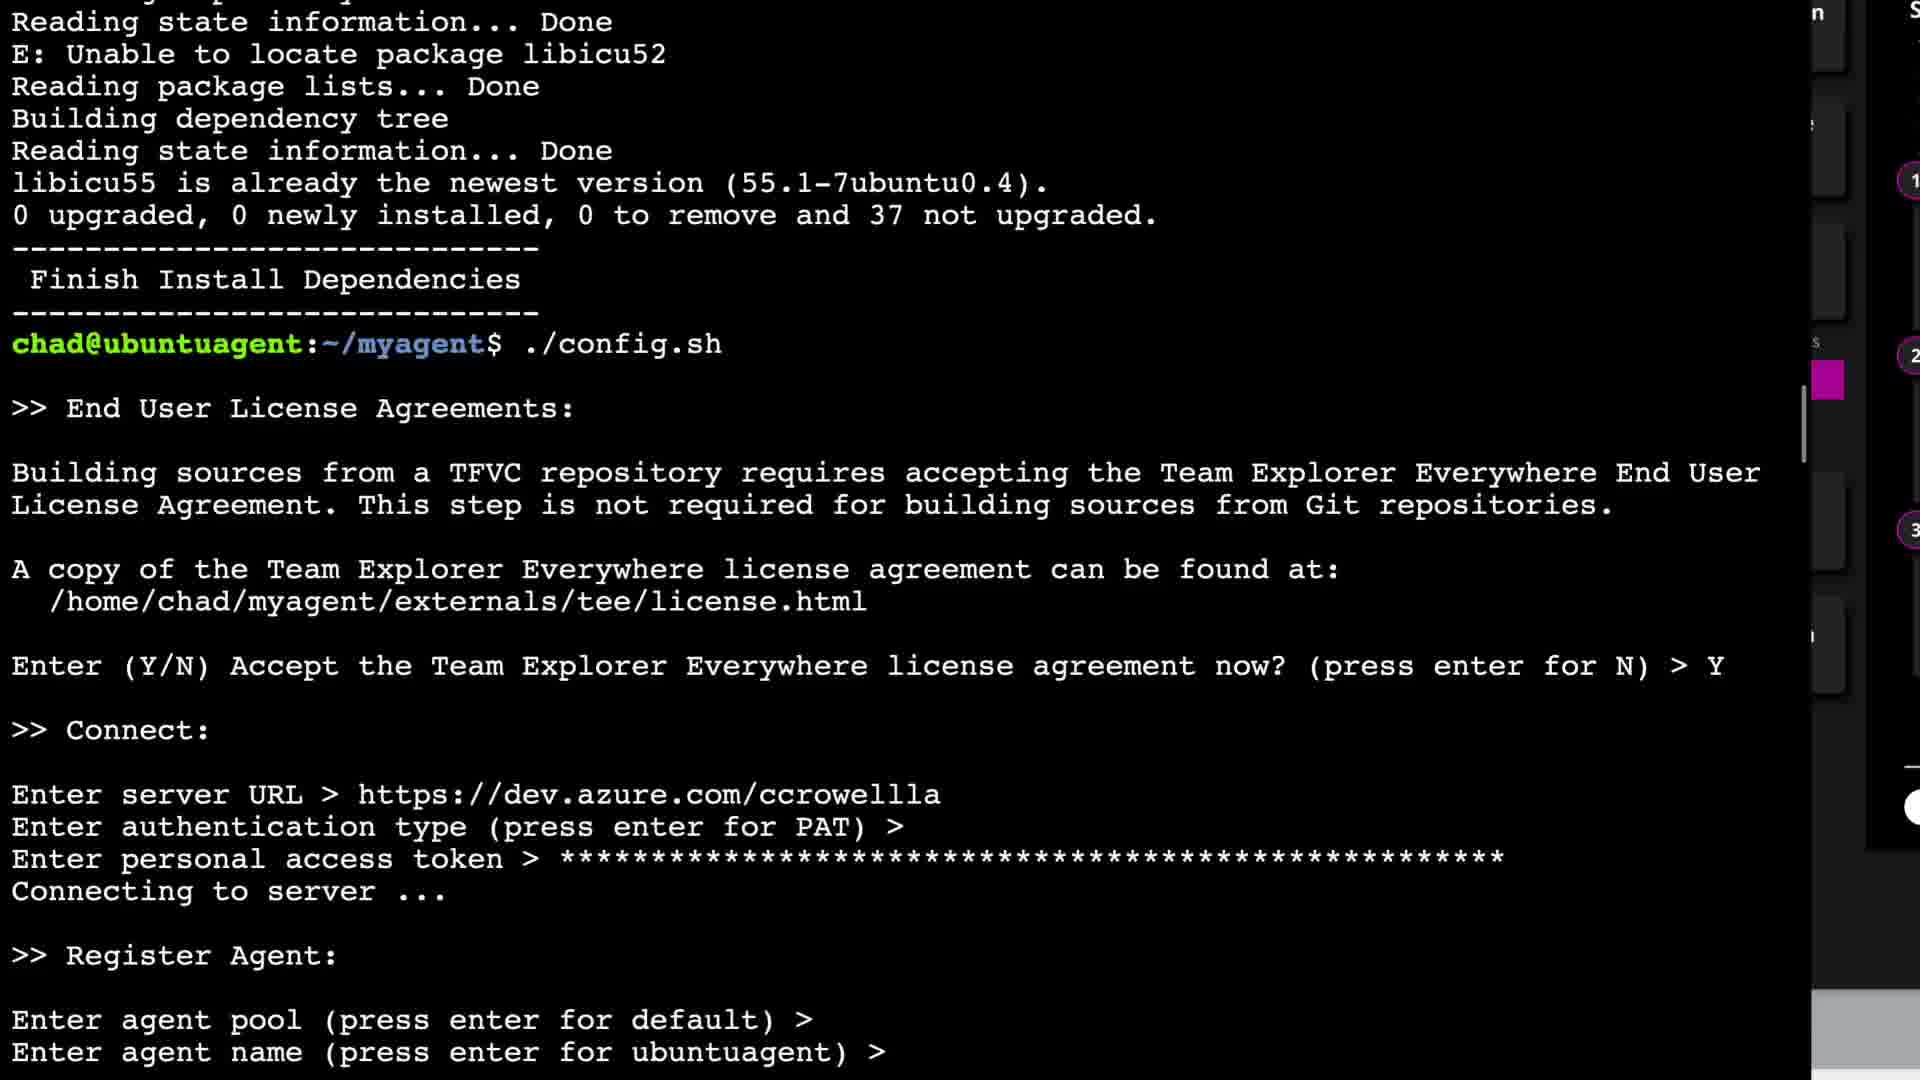 Reading state information... Done
E: Unable to locate package libicu52
Reading package lists... Done
Building dependency tree
Reading state information... Done
libicu55 is already the newest version (55.1-7ubuntu0.4).
0 upgraded, 0 newly installed, 0 to remove and 37 not upgraded.
-----------------------------
 Finish Install Dependencies
-----------------------------
chad@ubuntuagent:~/myagent$ ./config.sh
>> End User License Agreements:
Building sources from a TFVC repository requires accepting the Team Explorer Everywhere End User
License Agreement. This step is not required for building sources from Git repositories.
A copy of the Team Explorer Everywhere license agreement can be found at:
  /home/chad/myagent/externals/tee/license.html
Enter (Y/N) Accept the Team Explorer Everywhere license agreement now? (press enter for N) > Y
>> Connect:
Enter server URL > https://dev.azure.com/ccrowellla
Enter authentication type (press enter for PAT) >
Enter personal access token > ****************************************************
Connecting to server ...
>> Register Agent:
Enter agent pool (press enter for default) >
Enter agent name (press enter for ubuntuagent) >
n
s
S
1
2
3